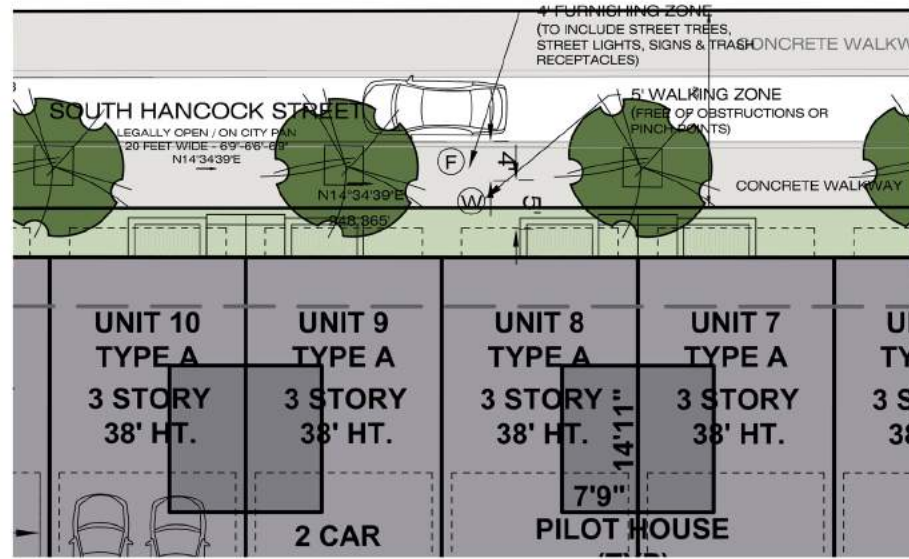 4' FURNISHING ZONE
(TO INCLUDE STREET TREES,
STREET LIGHTS, SIGNS & TRASH
RECEPTACLES)
CONCRETE WALKW
5' WALKING ZONE
(FREE OF OBSTRUCTIONS OR
PINCH POINTS)
SOUTH HANCOCK STREET
LEGALLY OPEN / ON CITY PAN
20 FEET WIDE - 6'9"-6'6"-6'9"
N14°34'39"E
F
4'
N14°34'39"E
W
5'
CONCRETE WALKWAY
UNIT 10
TYPE A
3 STORY
38' HT.
UNIT 9
TYPE A
3 STORY
38' HT.
2 CAR
UNIT 8
TYPE A
3 STORY
38' HT.
UNIT 7
TYPE A
3 STORY
38' HT.
14'11"
7'9"
PILOT HOUSE